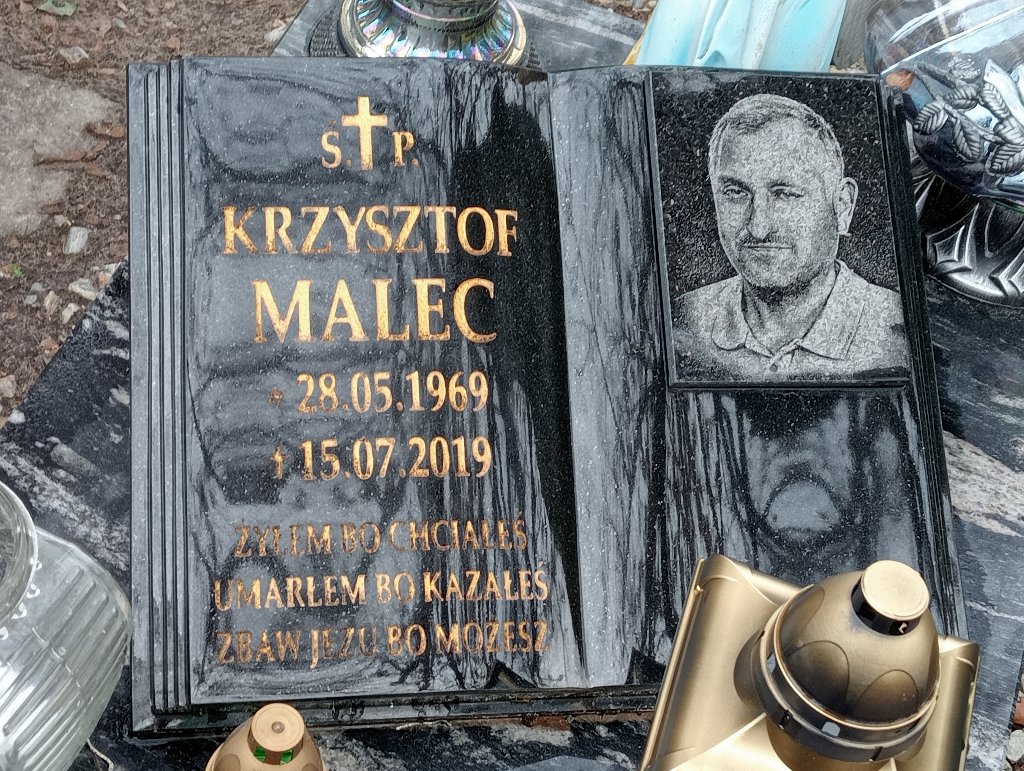 Ś. P.
KRZYSZTOF
MALEC
* 28.05.1969
† 15.07.2019
ŻYŁEM BO CHCIAŁEŚ
UMARŁEM BO KAZAŁEŚ
ZBAW JEZU BO MOŻESZ